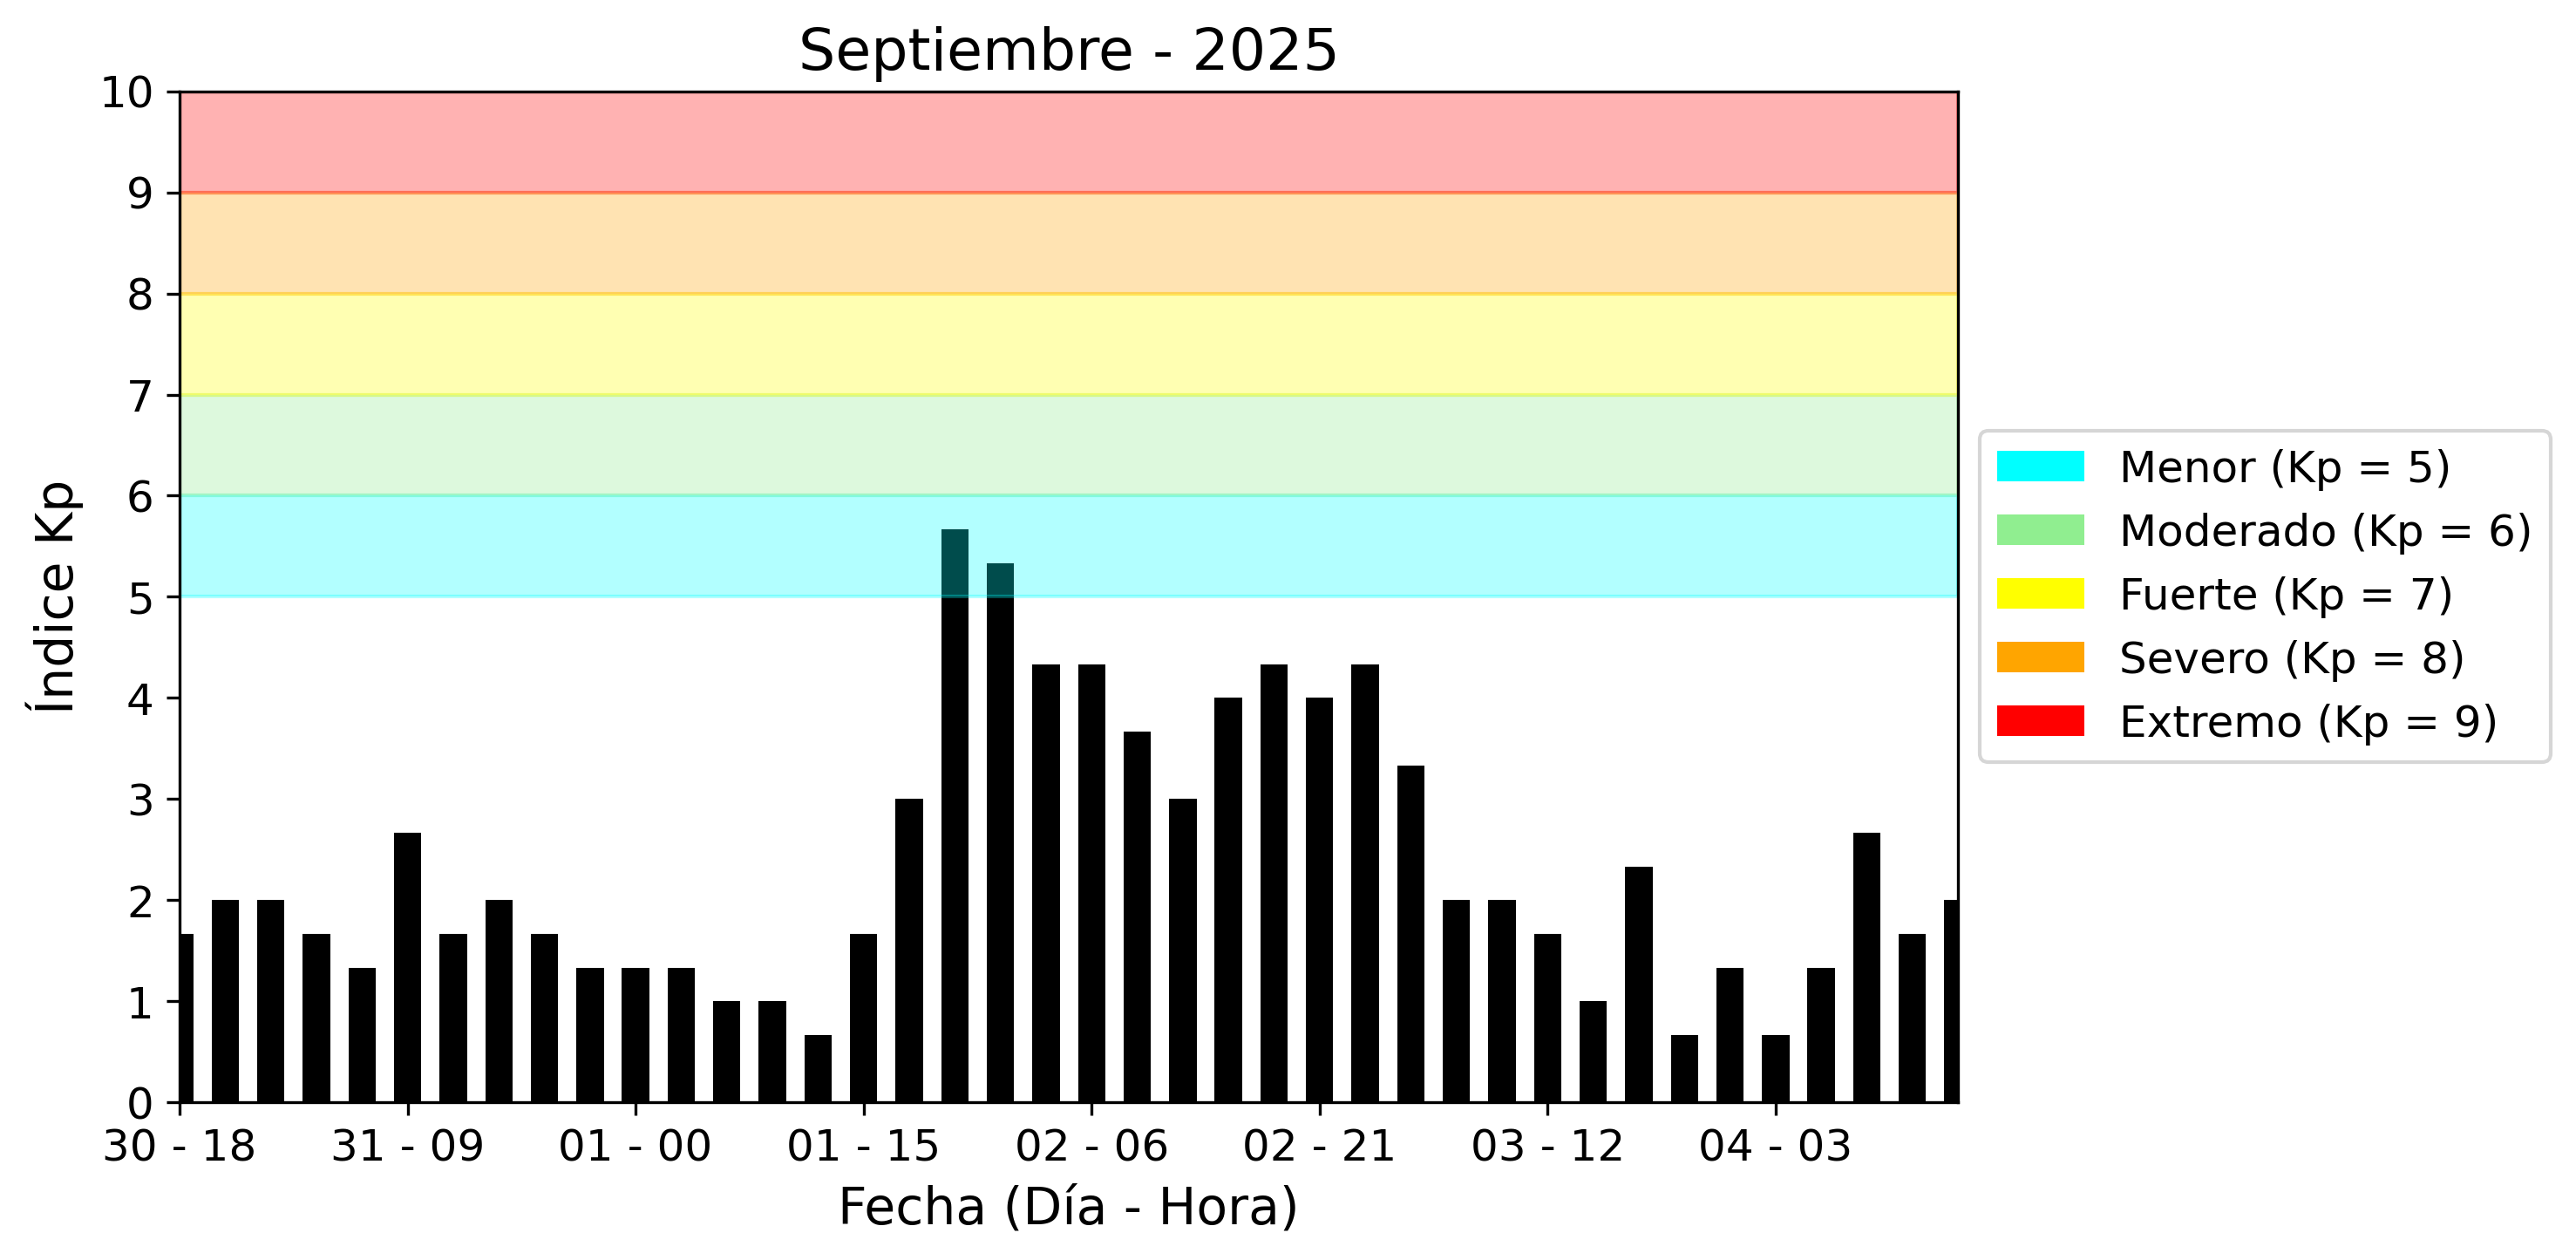 Septiembre - 2025
10
9
8
7
6
5
4
3
2
1
0
Índice Kp
30 - 18
31 - 09
01 - 00
01 - 15
02 - 06
02 - 21
03 - 12
04 - 03
Fecha (Día - Hora)
Menor (Kp = 5)
Moderado (Kp = 6)
Fuerte (Kp = 7)
Severo (Kp = 8)
Extremo (Kp = 9)